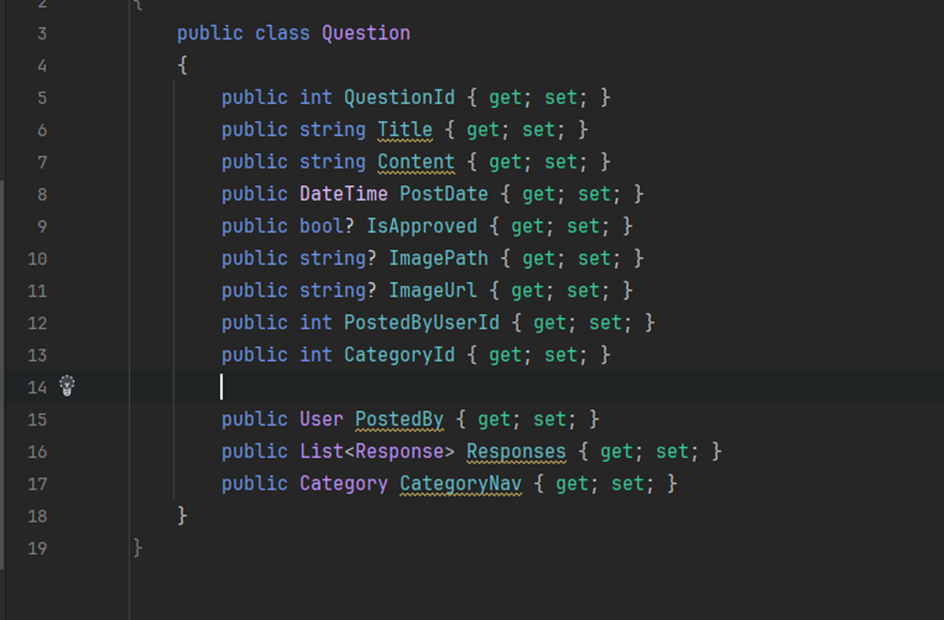 2 {
3 public class Question
4 {
5 public int QuestionId { get; set; }
6 public string Title { get; set; }
7 public string Content { get; set; }
8 public DateTime PostDate { get; set; }
9 public bool? IsApproved { get; set; }
10 public string? ImagePath { get; set; }
11 public string? ImageUrl { get; set; }
12 public int PostedByUserId { get; set; }
13 public int CategoryId { get; set; }
14
15 public User PostedBy { get; set; }
16 public List<Response> Responses { get; set; }
17 public Category CategoryNav { get; set; }
18 }
19 }